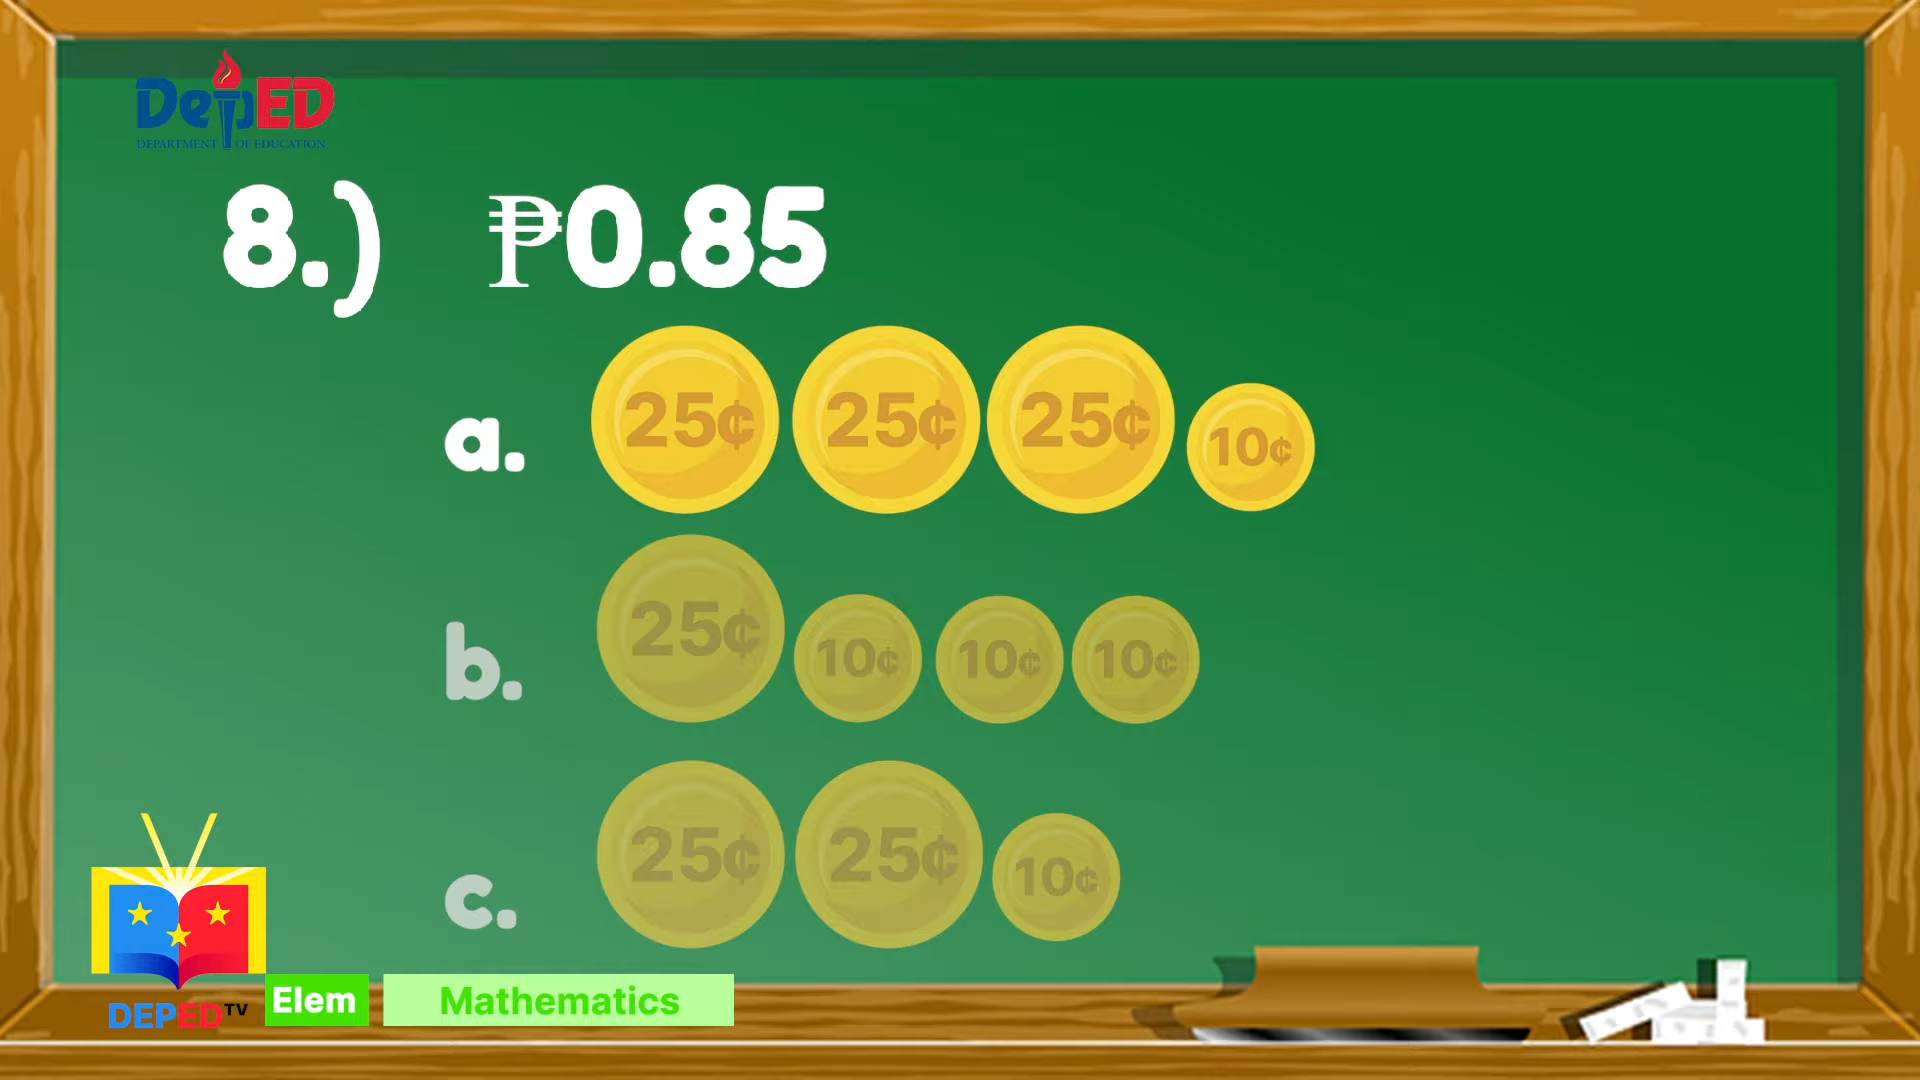 DepED
DEPARTMENT OF EDUCATION
8.) ₱0.85
a. 25¢ 25¢ 25¢ 10¢
b. 25¢ 10¢ 10¢ 10¢
c. 25¢ 25¢ 10¢
DEPED TV
Elem Mathematics